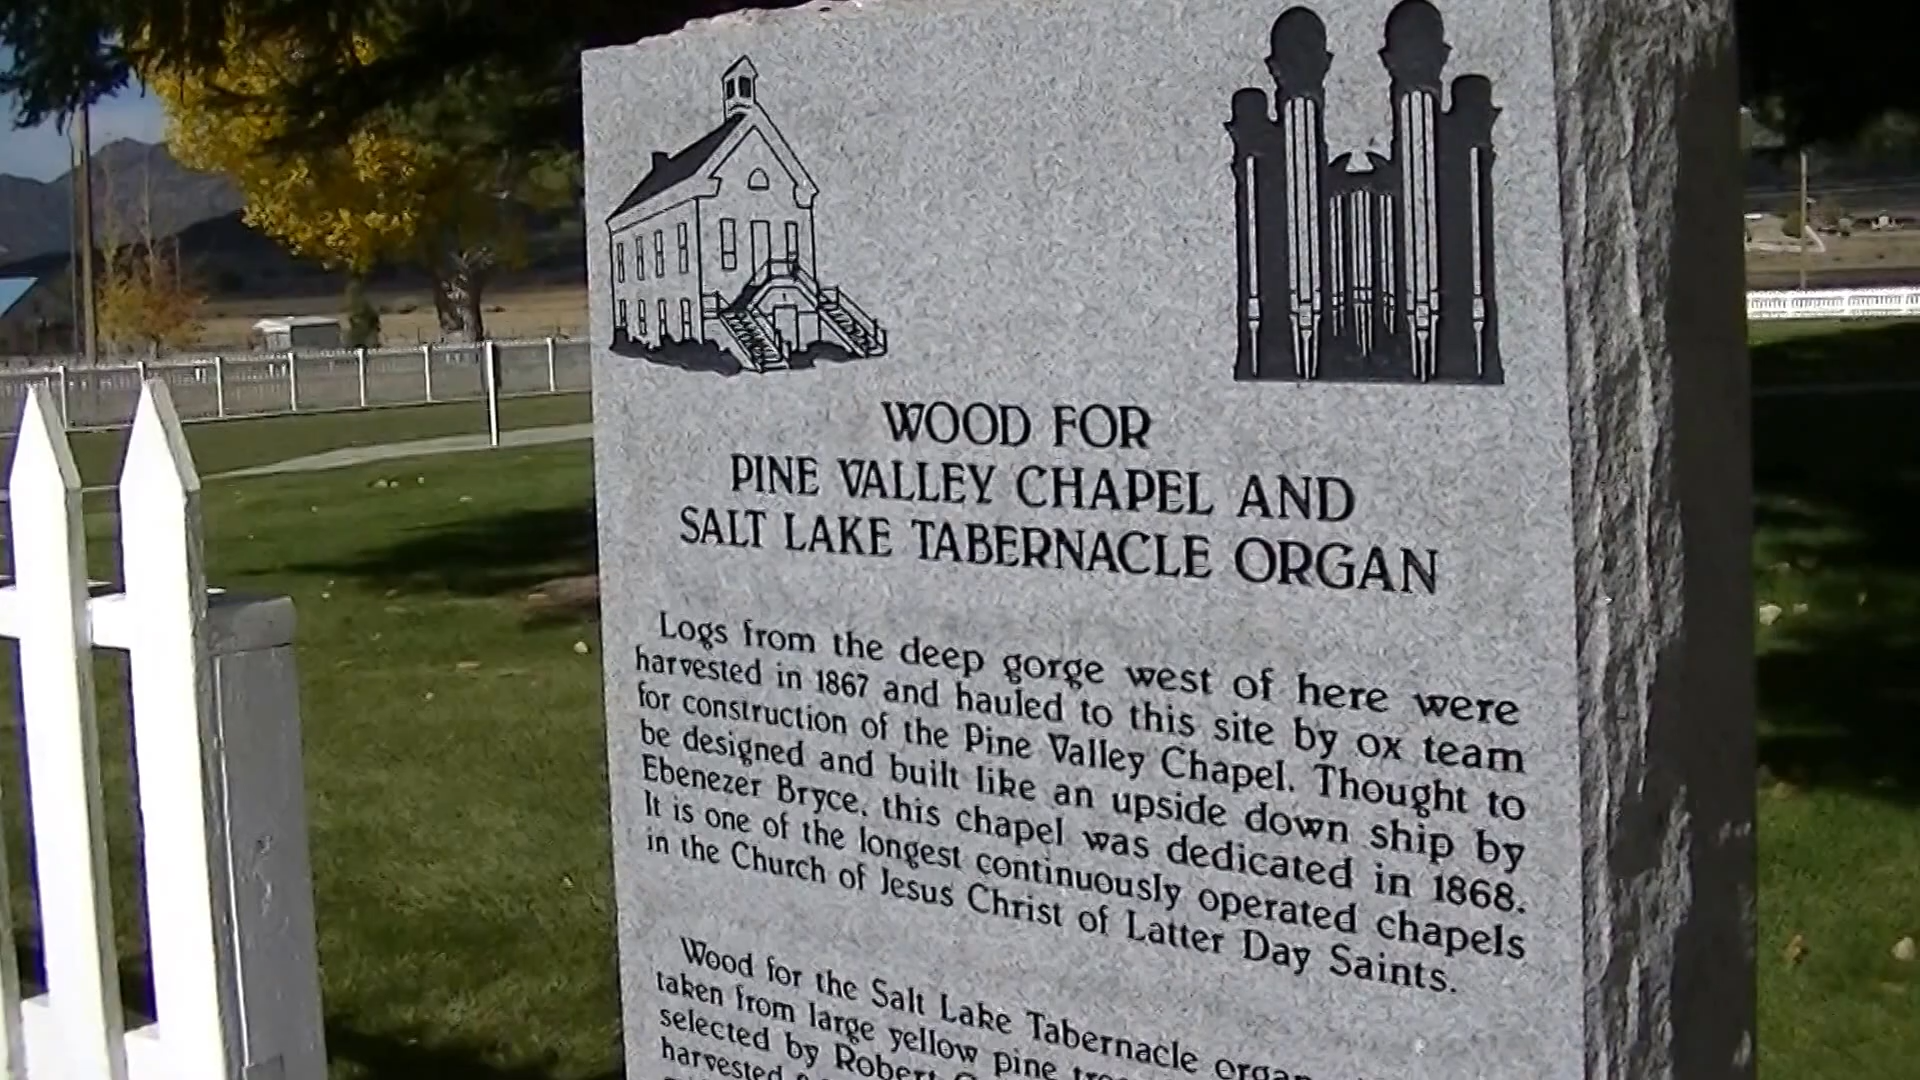 WOOD FOR
PINE VALLEY CHAPEL AND
SALT LAKE TABERNACLE ORGAN
Logs from the deep gorge west of here were
harvested in 1867 and hauled to this site by ox team
for construction of the Pine Valley Chapel. Thought to
be designed and built like an upside down ship by
Ebenezer Bryce, this chapel was dedicated in 1868.
It is one of the longest continuously operated chapels
in the Church of Jesus Christ of Latter Day Saints.
Wood for the Salt Lake Tabernacle organ
taken from large yellow pine
selected by Robert
harvested